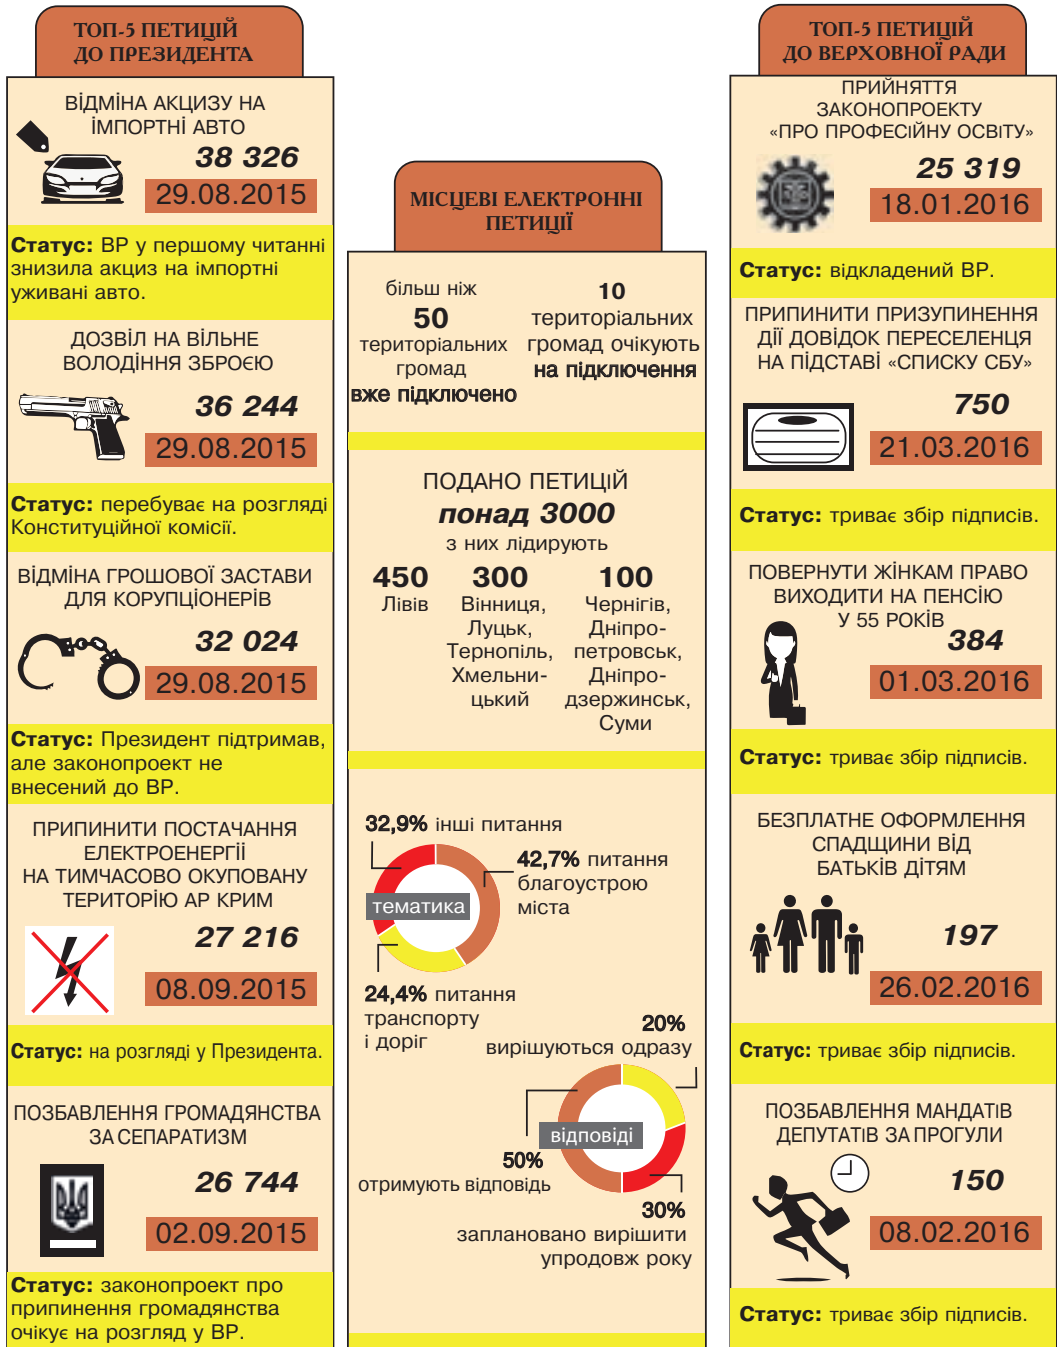 ТОП-5 ПЕТИЦІЙ
ДО ПРЕЗИДЕНТА
ВІДМІНА АКЦИЗУ НА
ІМПОРТНІ АВТО
38 326
29.08.2015
Статус: ВР у першому читанні
знизила акциз на імпортні
уживані авто.
ДОЗВІЛ НА ВІЛЬНЕ
ВОЛОДІННЯ ЗБРОЄЮ
36 244
29.08.2015
Статус: перебуває на розгляді
Конституційної комісії.
ВІДМІНА ГРОШОВОЇ ЗАСТАВИ
ДЛЯ КОРУПЦІОНЕРІВ
32 024
29.08.2015
Статус: Президент підтримав,
але законопроект не
внесений до ВР.
ПРИПИНИТИ ПОСТАЧАННЯ
ЕЛЕКТРОЕНЕРГІЇ
НА ТИМЧАСОВО ОКУПОВАНУ
ТЕРИТОРІЮ АР КРИМ
27 216
08.09.2015
Статус: на розгляді у Президента.
ПОЗБАВЛЕННЯ ГРОМАДЯНСТВА
ЗА СЕПАРАТИЗМ
26 744
02.09.2015
Статус: законопроект про
припинення громадянства
очікує на розгляд у ВР.
МІСЦЕВІ ЕЛЕКТРОННІ
ПЕТИЦІЇ
більш ніж
50
територіальних
громад
вже підключено
10
територіальних
громад очікують
на підключення
ПОДАНО ПЕТИЦІЙ
понад 3000
з них лідирують
450
Лівів
300
Вінниця,
Луцьк,
Тернопіль,
Хмельни-
цький
100
Чернігів,
Дніпро-
петровськ,
Дніпро-
дзержинськ,
Суми
32,9% інші питання
42,7% питання
благоустрою
міста
тематика
24,4% питання
транспорту
і доріг
20%
вирішуються одразу
відповіді
50%
отримують відповідь
30%
заплановано вирішити
упродовж року
ТОП-5 ПЕТИЦІЙ
ДО ВЕРХОВНОЇ РАДИ
ПРИЙНЯТТЯ
ЗАКОНОПРОЕКТУ
«ПРО ПРОФЕСІЙНУ ОСВІТУ»
25 319
18.01.2016
Статус: відкладений ВР.
ПРИПИНИТИ ПРИЗУПИНЕННЯ
ДІЇ ДОВІДОК ПЕРЕСЕЛЕНЦЯ
НА ПІДСТАВІ «СПИСКУ СБУ»
750
21.03.2016
Статус: триває збір підписів.
ПОВЕРНУТИ ЖІНКАМ ПРАВО
ВИХОДИТИ НА ПЕНСІЮ
У 55 РОКІВ
384
01.03.2016
Статус: триває збір підписів.
БЕЗПЛАТНЕ ОФОРМЛЕННЯ
СПАДЩИНИ ВІД
БАТЬКІВ ДІТЯМ
197
26.02.2016
Статус: триває збір підписів.
ПОЗБАВЛЕННЯ МАНДАТІВ
ДЕПУТАТІВ ЗА ПРОГУЛИ
150
08.02.2016
Статус: триває збір підписів.